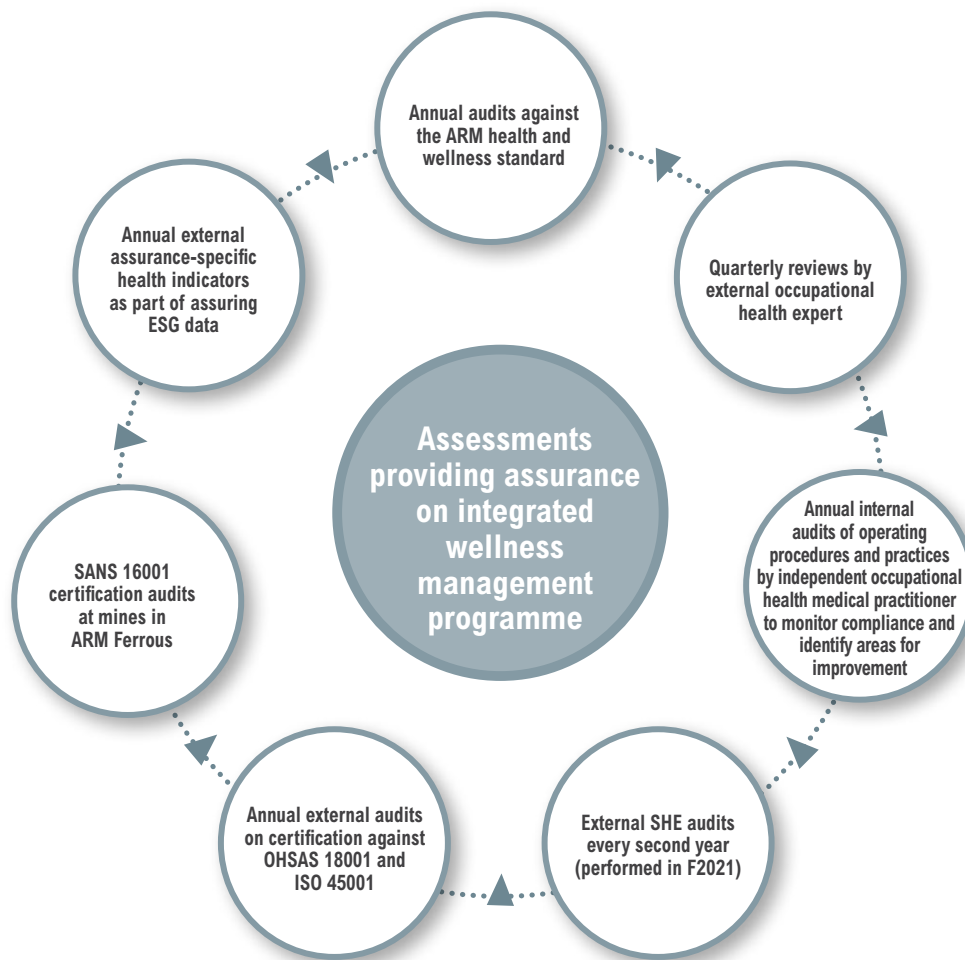 Annual audits against
the ARM health and
wellness standard
Quarterly reviews by
external occupational
health expert
Annual internal
audits of operating
procedures and practices
by independent occupational
health medical practitioner
to monitor compliance and
identify areas for
improvement
External SHE audits
every second year
(performed in F2021)
Annual external audits
on certification against
OHSAS 18001 and
ISO 45001
SANS 16001
certification audits
at mines in
ARM Ferrous
Annual external
assurance-specific
health indicators
as part of assuring
ESG data
Assessments
providing assurance
on integrated
wellness
management
programme